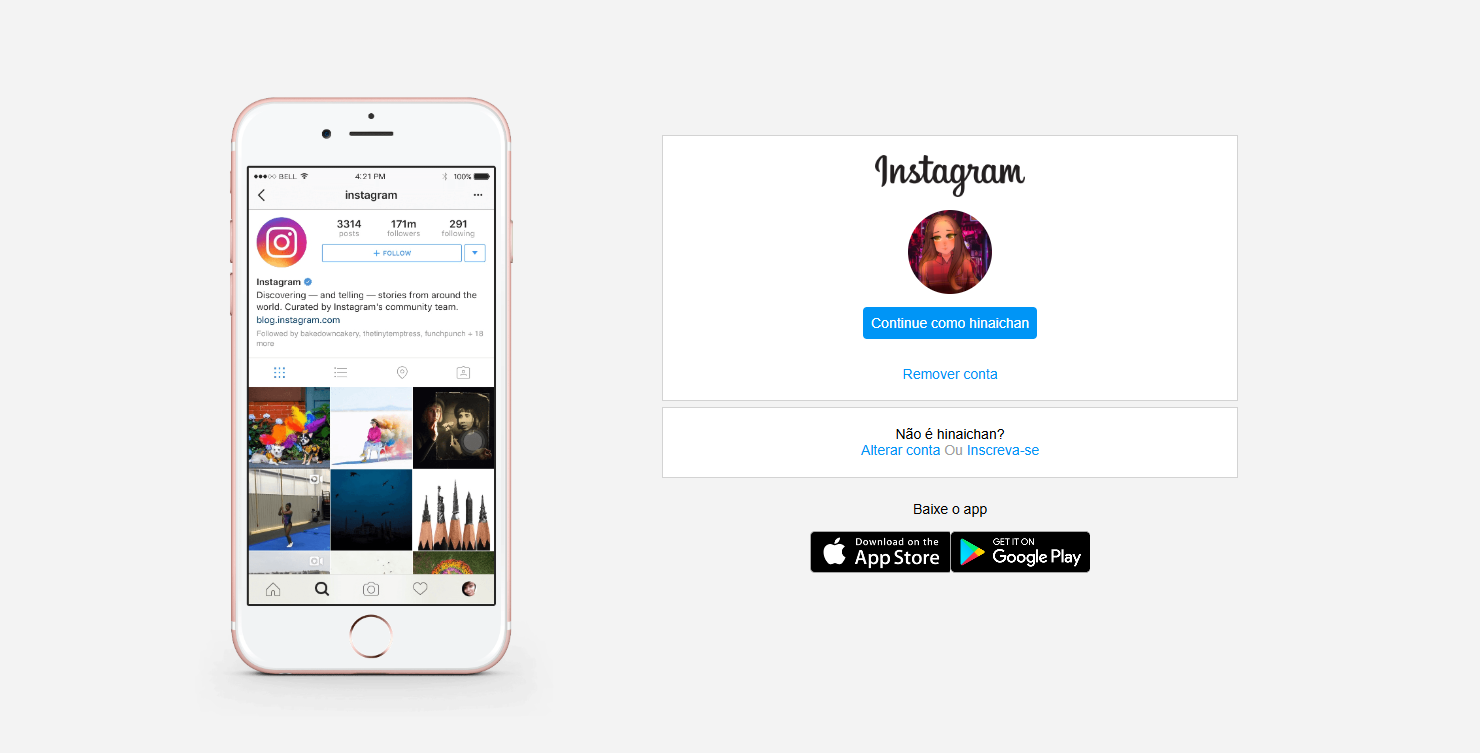 BELL 4:21 PM 100%
instagram
3314 171m 291
posts followers following
+ FOLLOW
Instagram
Discovering — and telling — stories from around the
world. Curated by Instagram's community team.
blog.instagram.com
Followed by bakedowncakery, thetinytemptress, funchpunch + 18
more
Instagram
Continue como hinaichan
Remover conta
Não é hinaichan?
Alterar conta Ou Inscreva-se
Baixe o app
Download on the
App Store
GET IT ON
Google Play